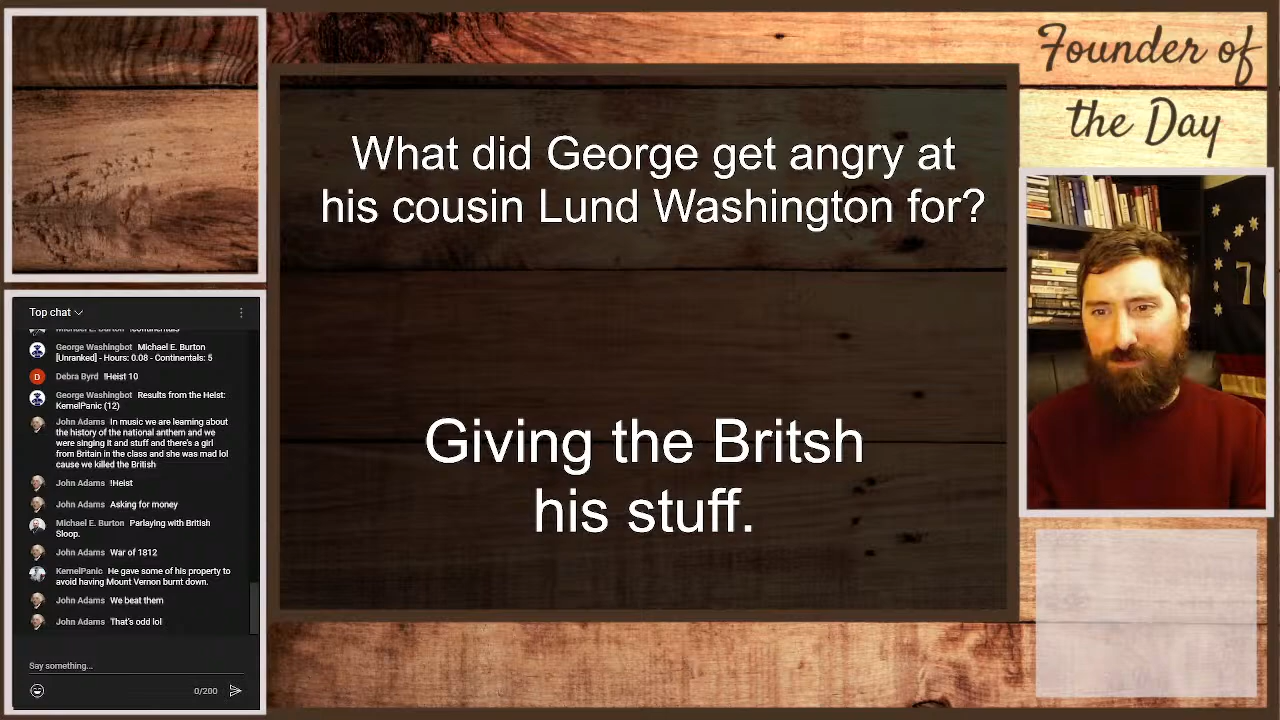 Founder of
the Day
What did George get angry at
his cousin Lund Washington for?
Giving the Britsh
his stuff.
Top chat
Michael E. Burton !Continentals
George Washingbot Michael E. Burton
[Unranked] - Hours: 0.08 - Continentals: 5
D Debra Byrd !Heist 10
George Washingbot Results from the Heist:
KernelPanic (12)
John Adams In music we are learning about
the history of the national anthem and we
were singing it and stuff and there's a girl
from Britain in the class and she was mad lol
cause we killed the British
John Adams !Heist
John Adams Asking for money
Michael E. Burton Parlaying with British
Sloop.
John Adams War of 1812
KernelPanic He gave some of his property to
avoid having Mount Vernon burnt down.
John Adams We beat them
John Adams That's odd lol
Say something...
0/200
7